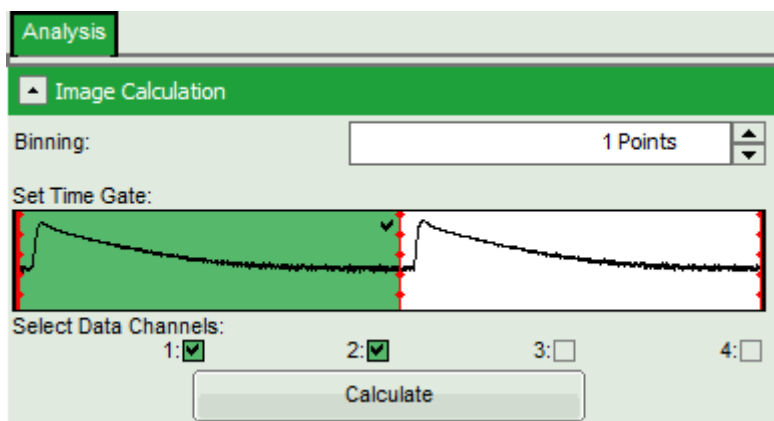 Analysis
Image Calculation
Binning: 1 Points
Set Time Gate:
Select Data Channels:
1: 2: 3: 4:
Calculate